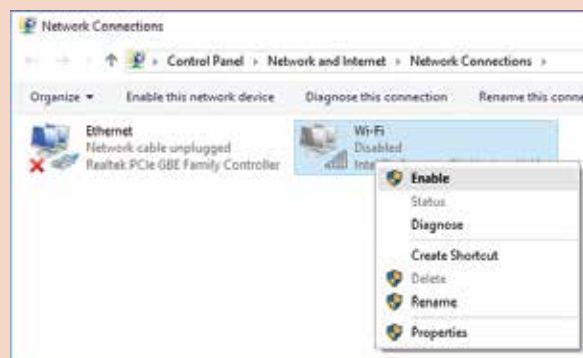 Network Connections
Control Panel › Network and Internet › Network Connections ›
Organize Enable this network device Diagnose this connection Rename this conne
Ethernet
Network cable unplugged
Realtek PCIe GBE Family Controller
Wi-Fi
Disabled
Inte
Enable
Status
Diagnose
Create Shortcut
Delete
Rename
Properties